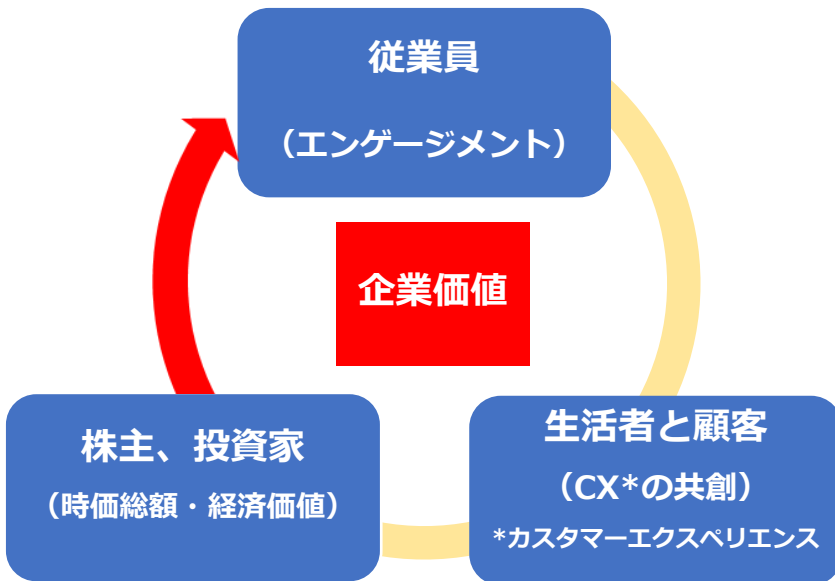 従業員
（エンゲージメント）
企業価値
株主、投資家
（時価総額・経済価値）
生活者と顧客
（CX*の共創）
*カスタマーエクスペリエンス